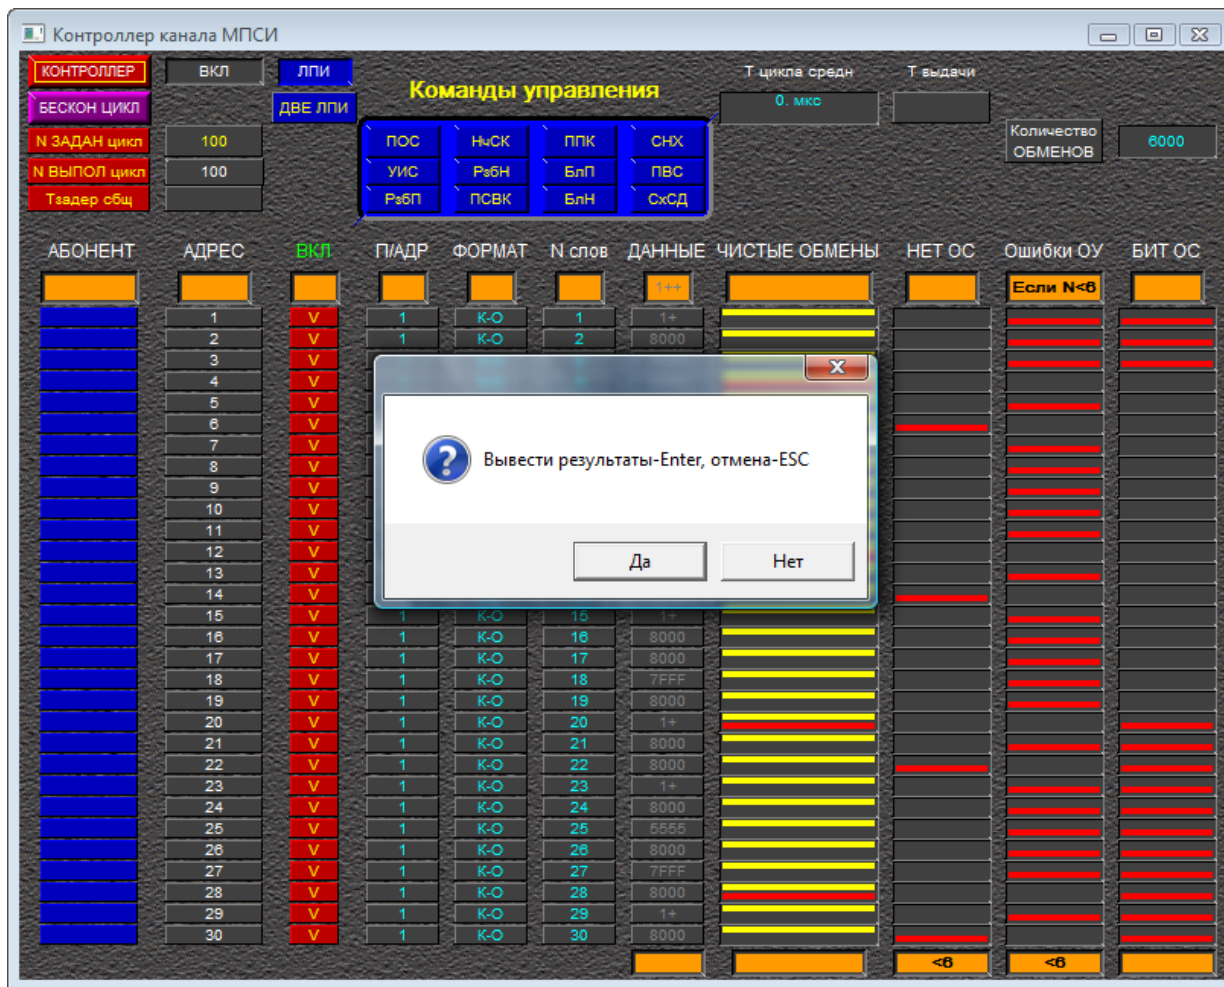 Контроллер канала МПСИ
КОНТРОЛЛЕР ВКЛ ЛПИ Команды управления Т цикла средн Т выдачи
БЕСКОН ЦИКЛ ДВЕ ЛПИ 0. мкс
N ЗАДАН цикл 100 ПОС НчСК ППК СНХ Количество ОБМЕНОВ 6000
N ВЫПОЛ цикл 100 УИС РзбН БлП ПВС
Тзадер сбщ РзбП ПСВК БлН СхСД
АБОНЕНТ АДРЕС ВКЛ П/АДР ФОРМАТ N слов ДАННЫЕ ЧИСТЫЕ ОБМЕНЫ НЕТ ОС Ошибки ОУ БИТ ОС
1++ Если N<6
1 V 1 К-О 1 1+
2 V 1 К-О 2 8000
3 V
4 V
5 V
6 V
7 V
8 V
9 V
10 V
11 V
12 V
13 V
14 V
Вывести результаты-Enter, отмена-ESC
Да Нет
15 V 1 К-О 15 1+
16 V 1 К-О 16 8000
17 V 1 К-О 17 8000
18 V 1 К-О 18 7FFF
19 V 1 К-О 19 8000
20 V 1 К-О 20 1+
21 V 1 К-О 21 8000
22 V 1 К-О 22 8000
23 V 1 К-О 23 1+
24 V 1 К-О 24 8000
25 V 1 К-О 25 5555
26 V 1 К-О 26 8000
27 V 1 К-О 27 7FFF
28 V 1 К-О 28 8000
29 V 1 К-О 29 1+
30 V 1 К-О 30 8000
<6 <6